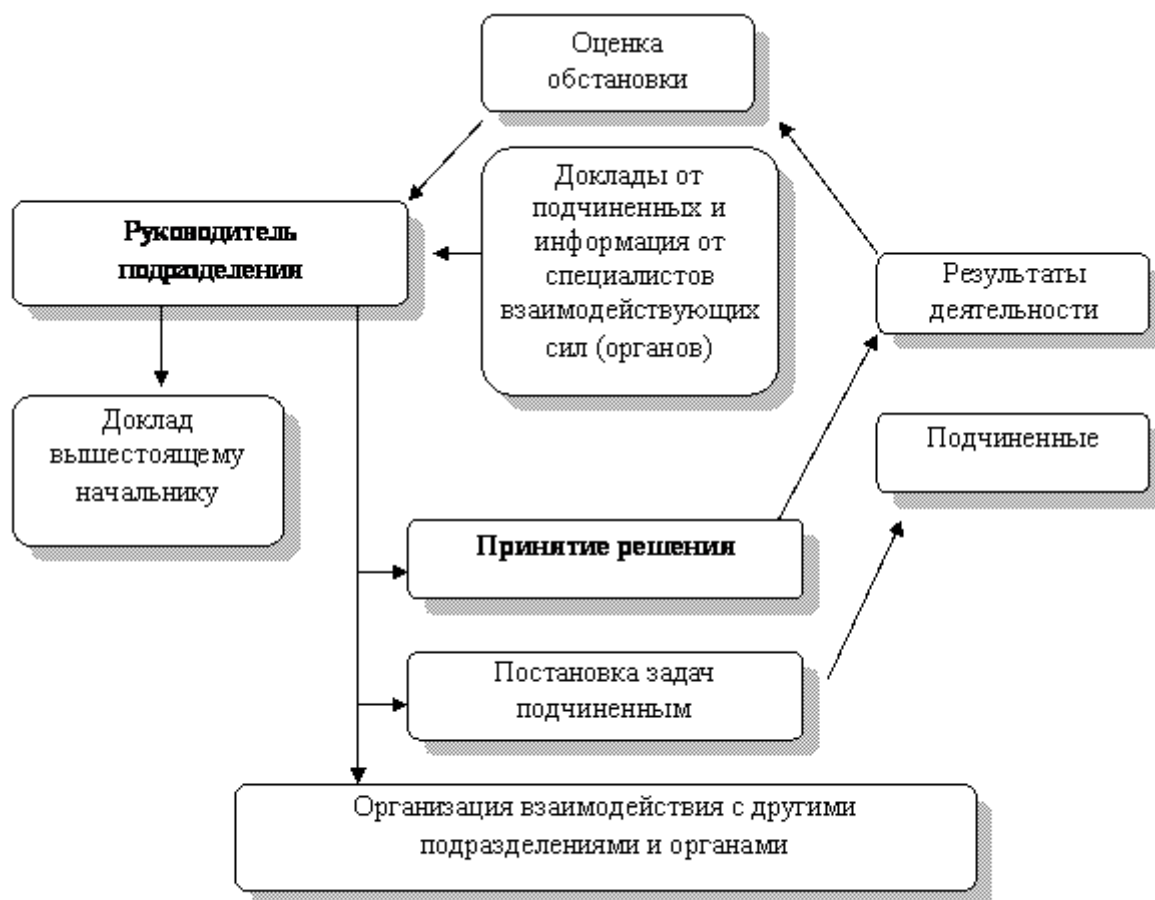 Оценка
обстановки
Доклады от
подчиненных и
информация от
специалистов
взаимодействующих
сил (органов)
Руководитель
подразделения
Результаты
деятельности
Доклад
вышестоящему
начальнику
Подчиненные
Принятие решения
Постановка задач
подчиненным
Организация взаимодействия с другими
подразделениями и органами